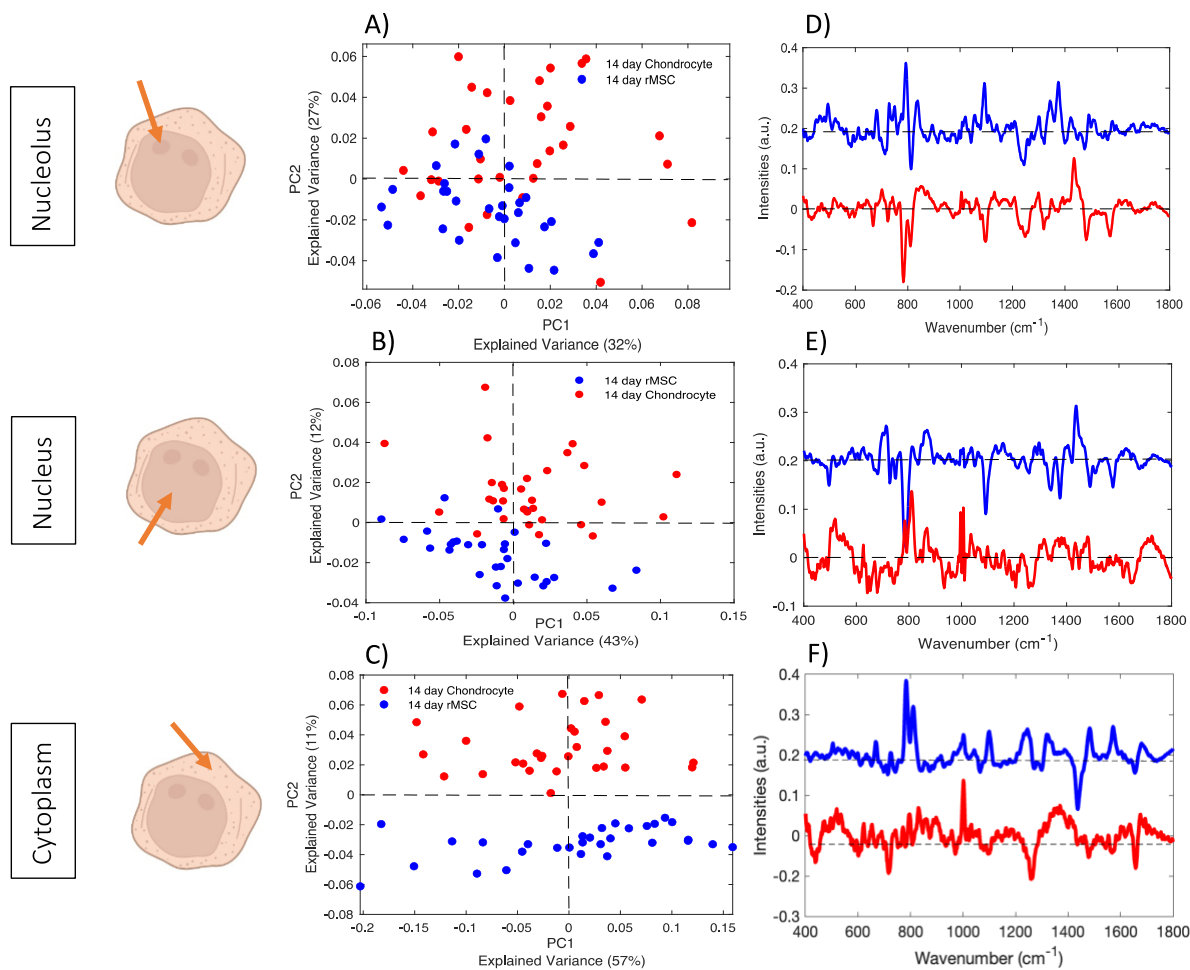 Nucleolus
A)
0.06
0.04
0.02
0
-0.02
-0.04
PC2
Explained Variance (27%)
14 day Chondrocyte
14 day rMSC
-0.06
-0.04
-0.02
0
0.02
0.04
0.06
0.08
PC1
Explained Variance (32%)
D)
0.4
0.3
0.2
0.1
0
-0.1
-0.2
Intensities (a.u.)
400
600
800
1000
1200
1400
1600
1800
Wavenumber (cm⁻¹)
Nucleus
B)
0.08
0.06
0.04
0.02
0
-0.02
-0.04
PC2
Explained Variance (12%)
14 day rMSC
14 day Chondrocyte
-0.1
-0.05
0
0.05
0.1
0.15
PC1
Explained Variance (43%)
E)
0.4
0.3
0.2
0.1
0
-0.1
Intensities (a.u.)
400
600
800
1000
1200
1400
1600
1800
Wavenumber (cm⁻¹)
Cytoplasm
C)
0.08
0.06
0.04
0.02
0
-0.02
-0.04
-0.06
-0.08
PC2
Explained Variance (11%)
14 day Chondrocyte
14 day rMSC
-0.2
-0.15
-0.1
-0.05
0
0.05
0.1
0.15
PC1
Explained Variance (57%)
F)
0.4
0.3
0.2
0.1
0
-0.1
-0.2
-0.3
Intensities (a.u.)
400
600
800
1000
1200
1400
1600
1800
Wavenumber (cm⁻¹)